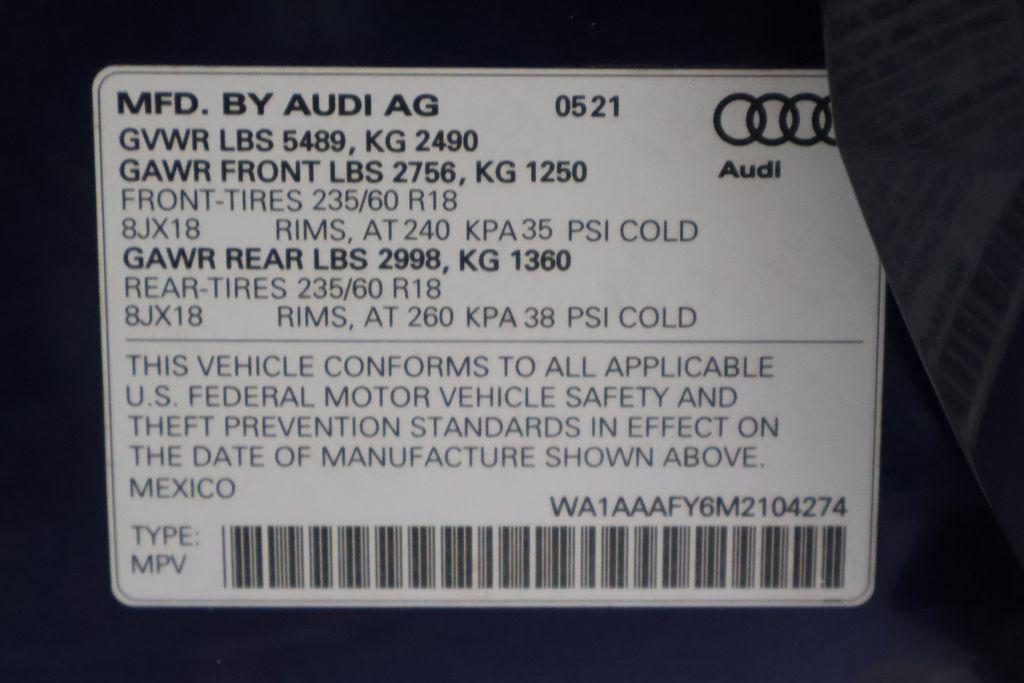 MFD. BY AUDI AG 0521
GVWR LBS 5489, KG 2490
GAWR FRONT LBS 2756, KG 1250
Audi
FRONT-TIRES 235/60 R18
8JX18 RIMS, AT 240 KPA 35 PSI COLD
GAWR REAR LBS 2998, KG 1360
REAR-TIRES 235/60 R18
8JX18 RIMS, AT 260 KPA 38 PSI COLD
THIS VEHICLE CONFORMS TO ALL APPLICABLE
U.S. FEDERAL MOTOR VEHICLE SAFETY AND
THEFT PREVENTION STANDARDS IN EFFECT ON
THE DATE OF MANUFACTURE SHOWN ABOVE.
MEXICO
WA1AAAFY6M2104274
TYPE:
MPV